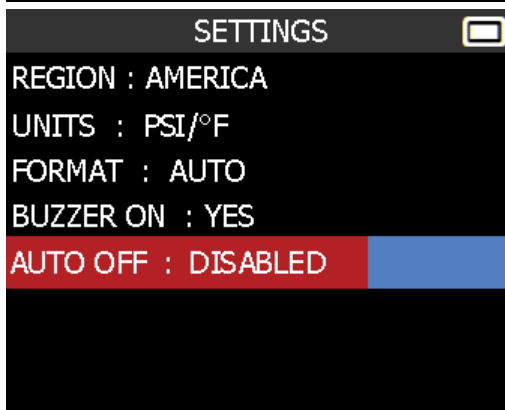 SETTINGS
REGION : AMERICA
UNITS : PSI/°F
FORMAT : AUTO
BUZZER ON : YES
AUTO OFF : DISABLED